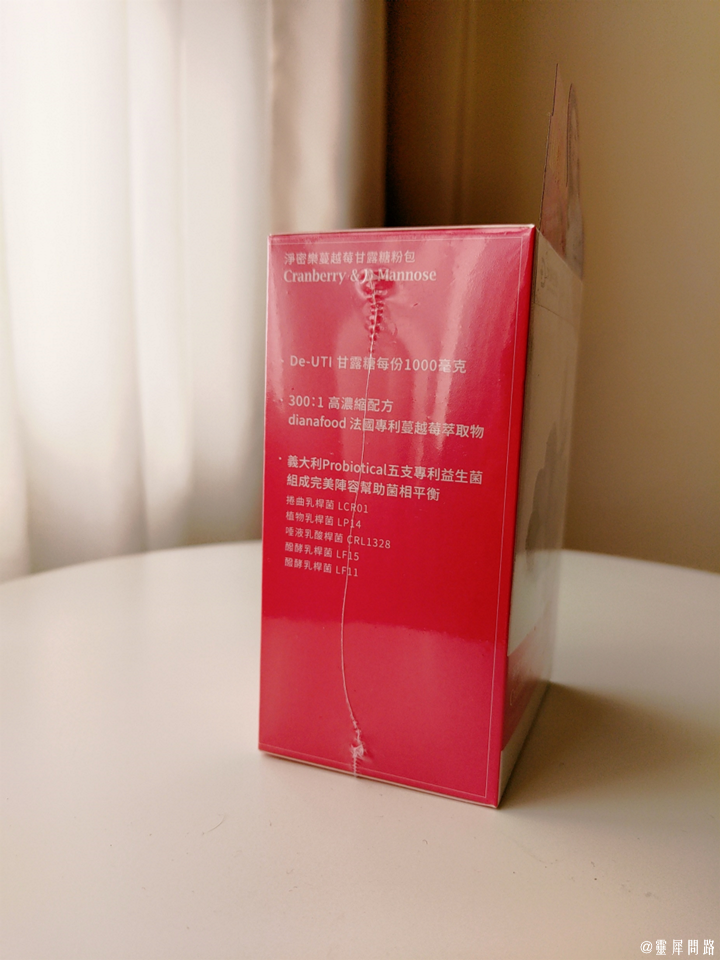 淨密樂蔓越莓甘露糖粉包
Cranberry & D-Mannose
· De-UTI 甘露糖每份1000毫克
· 300:1 高濃縮配方
dianafood 法國專利蔓越莓萃取物
· 義大利Probiotical五支專利益生菌
組成完美陣容幫助菌相平衡
捲曲乳桿菌 LCR01
植物乳桿菌 LP14
唾液乳酸桿菌 CRL1328
醱酵乳桿菌 LF15
醱酵乳桿菌 LF11
@靈犀問路